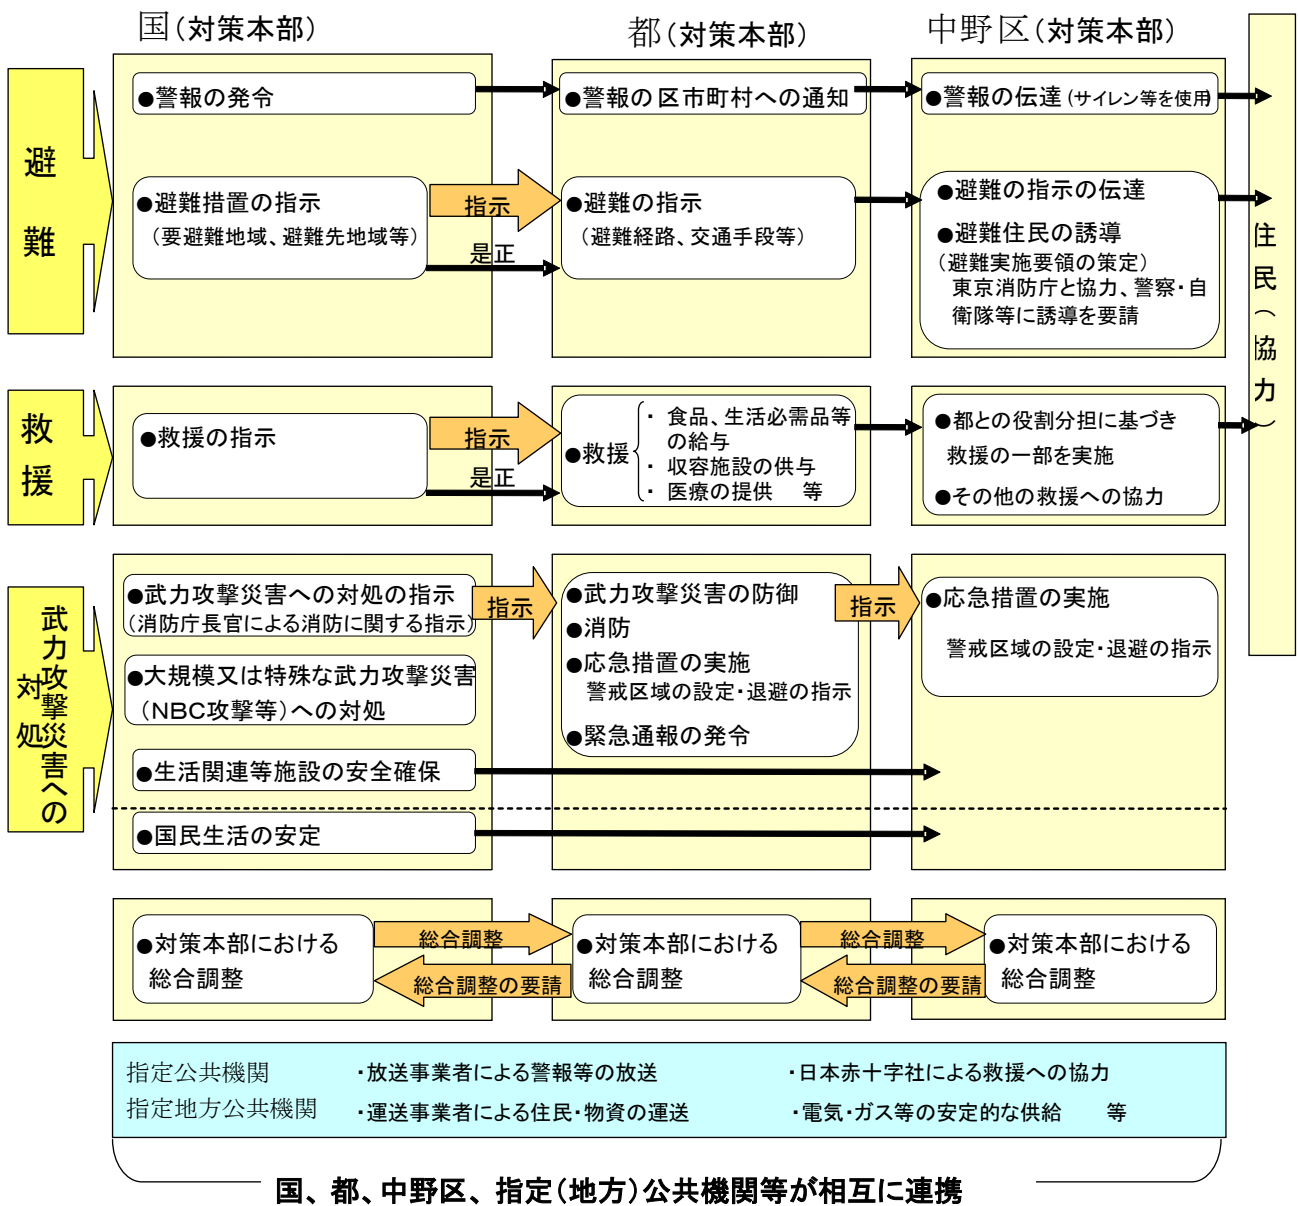 国(対策本部)
都(対策本部)
中野区(対策本部)
避難
●警報の発令
●警報の区市町村への通知
●警報の伝達(サイレン等を使用)
●避難措置の指示
(要避難地域、避難先地域等)
指示
是正
●避難の指示
(避難経路、交通手段等)
●避難の指示の伝達
●避難住民の誘導
(避難実施要領の策定)
東京消防庁と協力、警察・自
衛隊等に誘導を要請
住民(協力)
救援
●救援の指示
指示
是正
●救援
・ 食品、生活必需品等
の給与
・ 収容施設の供与
・ 医療の提供 等
●都との役割分担に基づき
救援の一部を実施
●その他の救援への協力
武力攻撃災害への
対処
●武力攻撃災害への対処の指示
(消防庁長官による消防に関する指示)
指示
●大規模又は特殊な武力攻撃災害
(NBC攻撃等)への対処
●生活関連等施設の安全確保
●国民生活の安定
●武力攻撃災害の防御
●消防
●応急措置の実施
警戒区域の設定・退避の指示
●緊急通報の発令
指示
●応急措置の実施
警戒区域の設定・退避の指示
●対策本部における
総合調整
総合調整
総合調整の要請
●対策本部における
総合調整
総合調整
総合調整の要請
●対策本部における
総合調整
指定公共機関
指定地方公共機関
・放送事業者による警報等の放送
・日本赤十字社による救援への協力
・運送事業者による住民・物資の運送
・電気・ガス等の安定的な供給 等
国、都、中野区、指定(地方)公共機関等が相互に連携